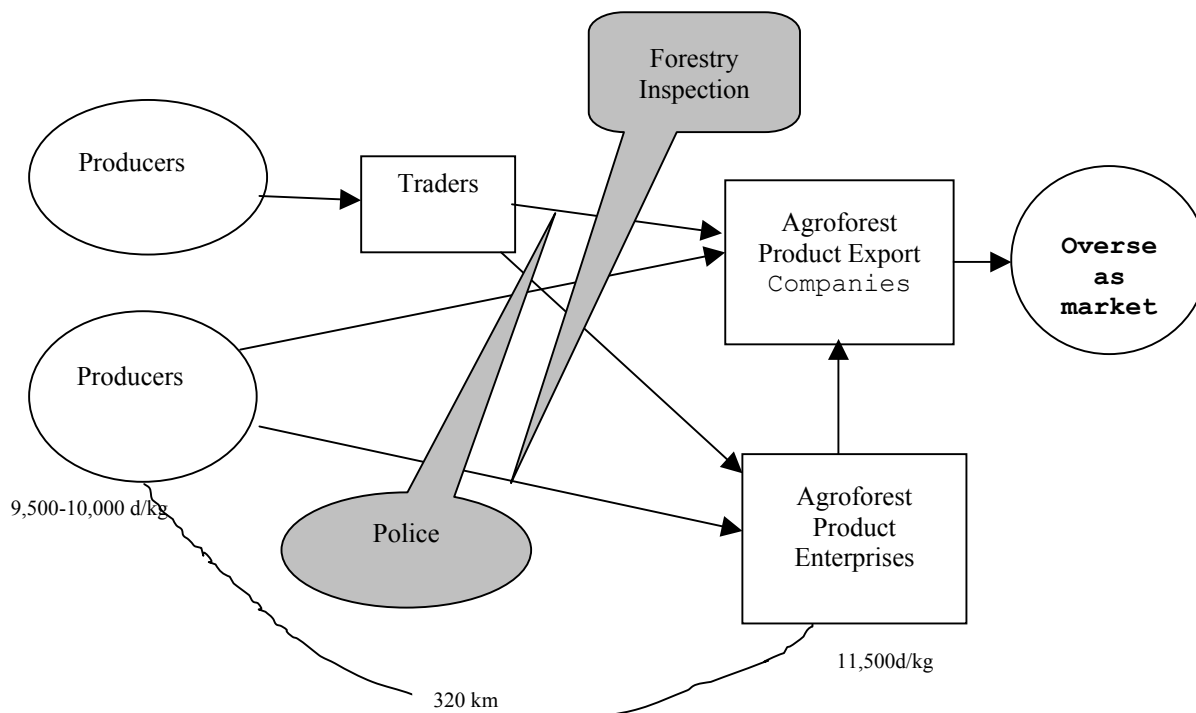 Forestry
Inspection
Producers
Traders
Agroforest
Product Export
Companies
Overse
as
market
Producers
9,500-10,000 d/kg
Police
Agroforest
Product
Enterprises
11,500d/kg
320 km